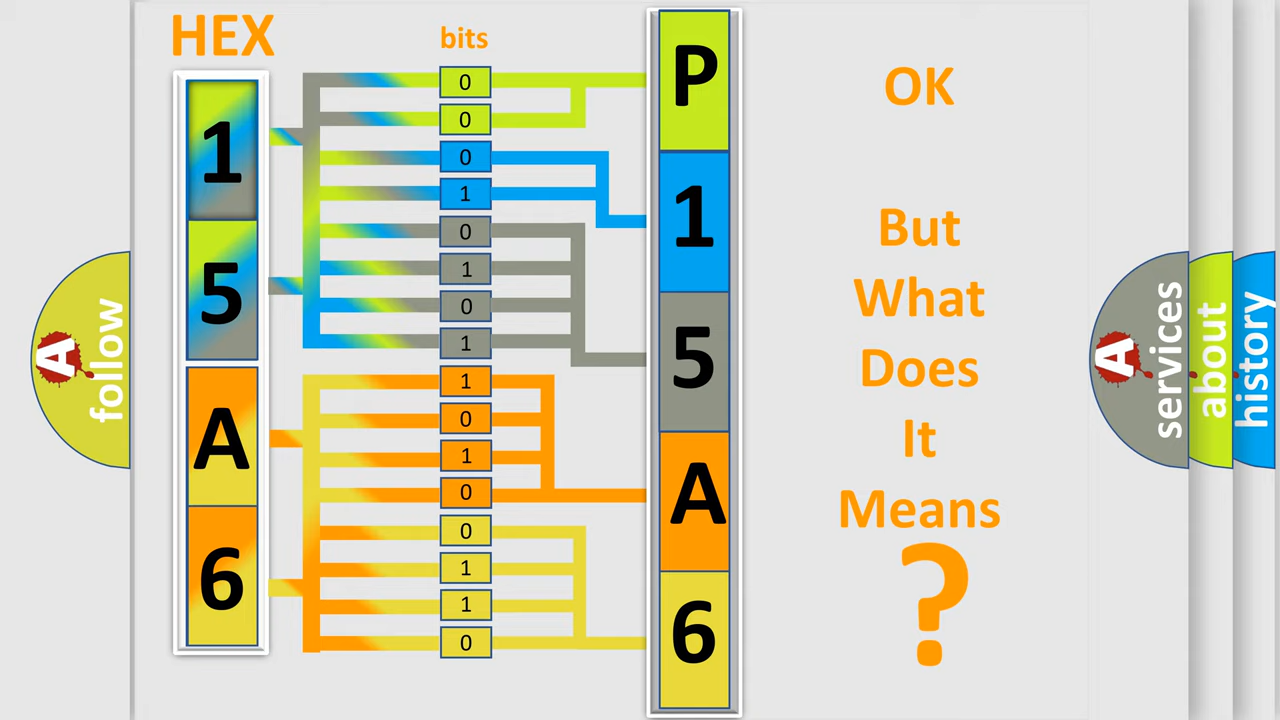 HEX
bits
1
5
A
6
0
0
0
1
0
1
0
1
1
0
1
0
0
1
1
0
P
1
5
A
6
OK
But
What
Does
It
Means
?
A
follow
A
services
about
history